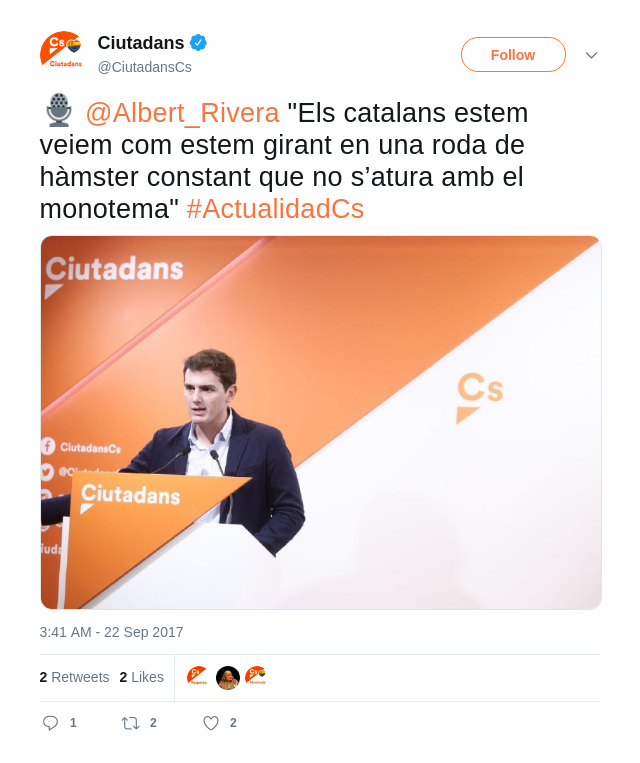 Cs
Ciutadans
Ciutadans
@CiutadansCs
Follow
@Albert_Rivera "Els catalans estem
veiem com estem girant en una roda de
hàmster constant que no s’atura amb el
monotema" #ActualidadCs
Ciutadans
Cs
CiutadansCs
Ciutadans
3:41 AM - 22 Sep 2017
2 Retweets 2 Likes
1 2 2